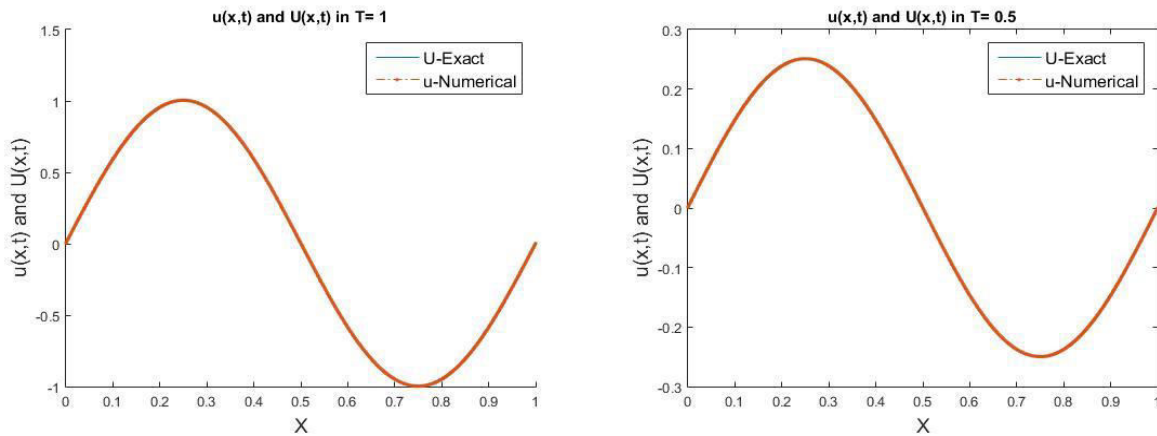 u(x,t) and U(x,t) in T= 1
U-Exact
u-Numerical
u(x,t) and U(x,t)
1.5
1
0.5
0
-0.5
-1
0 0.1 0.2 0.3 0.4 0.5 0.6 0.7 0.8 0.9 1
X
u(x,t) and U(x,t) in T= 0.5
U-Exact
u-Numerical
u(x,t) and U(x,t)
0.3
0.2
0.1
0
-0.1
-0.2
-0.3
0 0.1 0.2 0.3 0.4 0.5 0.6 0.7 0.8 0.9 1
X